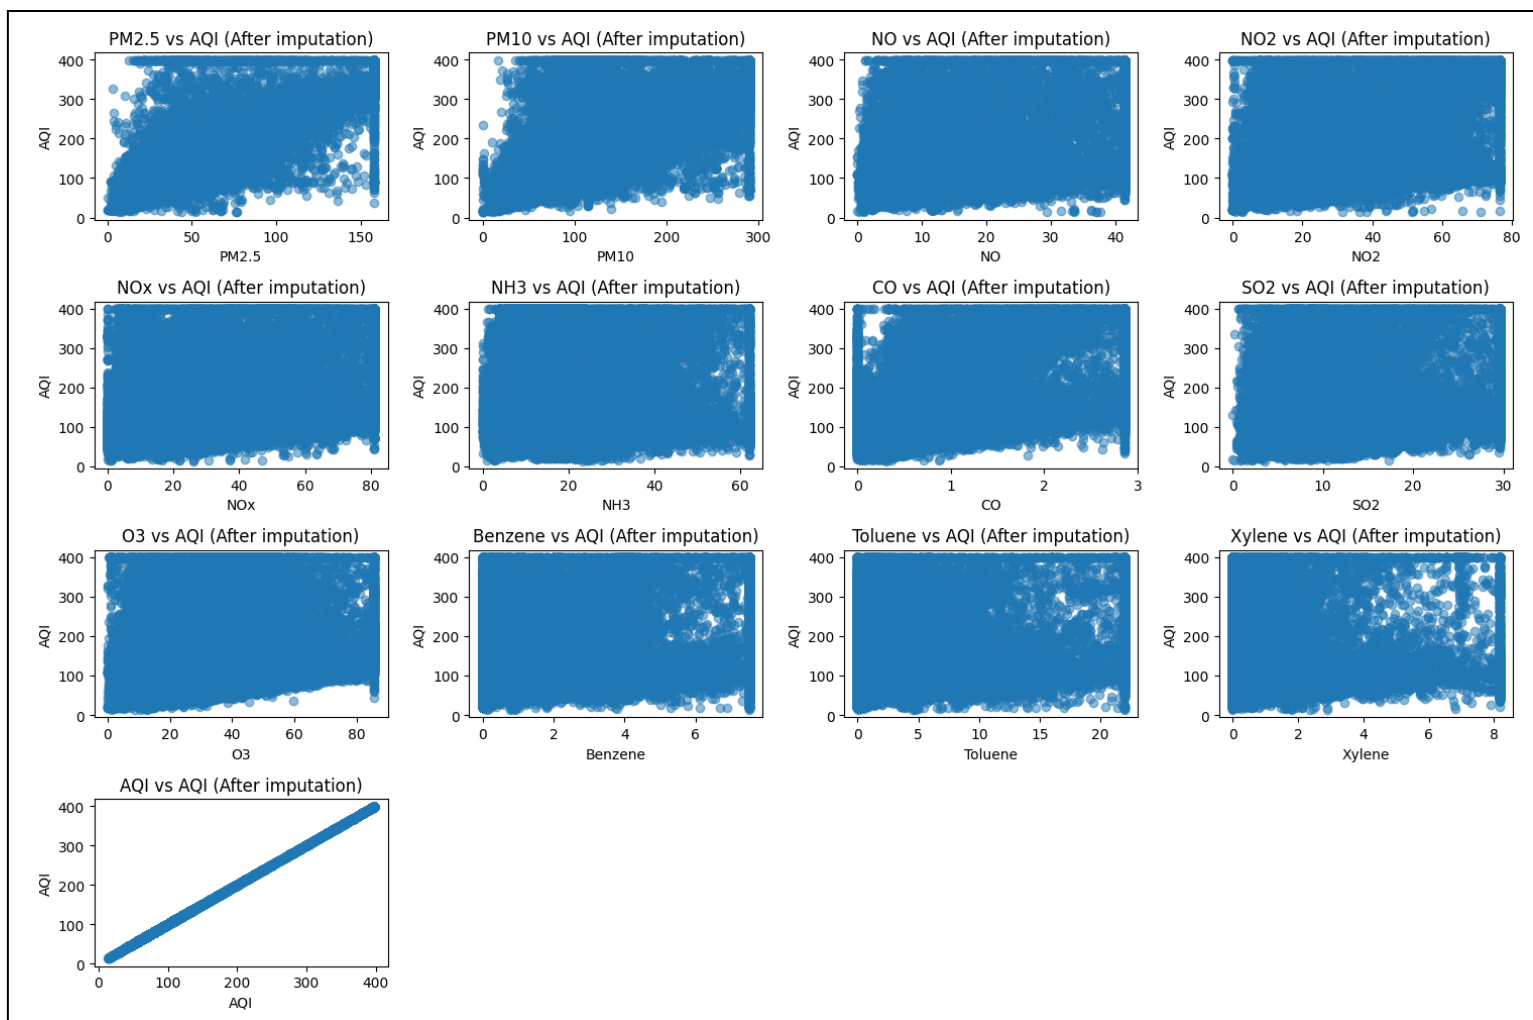 PM2.5 vs AQI (After imputation)
PM10 vs AQI (After imputation)
NO vs AQI (After imputation)
NO2 vs AQI (After imputation)
400
300
200
100
0
AQI
0 50 100 150
PM2.5
400
300
200
100
0
AQI
0 100 200 300
PM10
400
300
200
100
0
AQI
0 10 20 30 40
NO
400
300
200
100
0
AQI
0 20 40 60 80
NO2
NOx vs AQI (After imputation)
NH3 vs AQI (After imputation)
CO vs AQI (After imputation)
SO2 vs AQI (After imputation)
400
300
200
100
0
AQI
0 20 40 60 80
NOx
400
300
200
100
0
AQI
0 20 40 60
NH3
400
300
200
100
0
AQI
0 1 2 3
CO
400
300
200
100
0
AQI
0 10 20 30
SO2
O3 vs AQI (After imputation)
Benzene vs AQI (After imputation)
Toluene vs AQI (After imputation)
Xylene vs AQI (After imputation)
400
300
200
100
0
AQI
0 20 40 60 80
O3
400
300
200
100
0
AQI
0 2 4 6
Benzene
400
300
200
100
0
AQI
0 5 10 15 20
Toluene
400
300
200
100
0
AQI
0 2 4 6 8
Xylene
AQI vs AQI (After imputation)
400
300
200
100
0
AQI
0 100 200 300 400
AQI